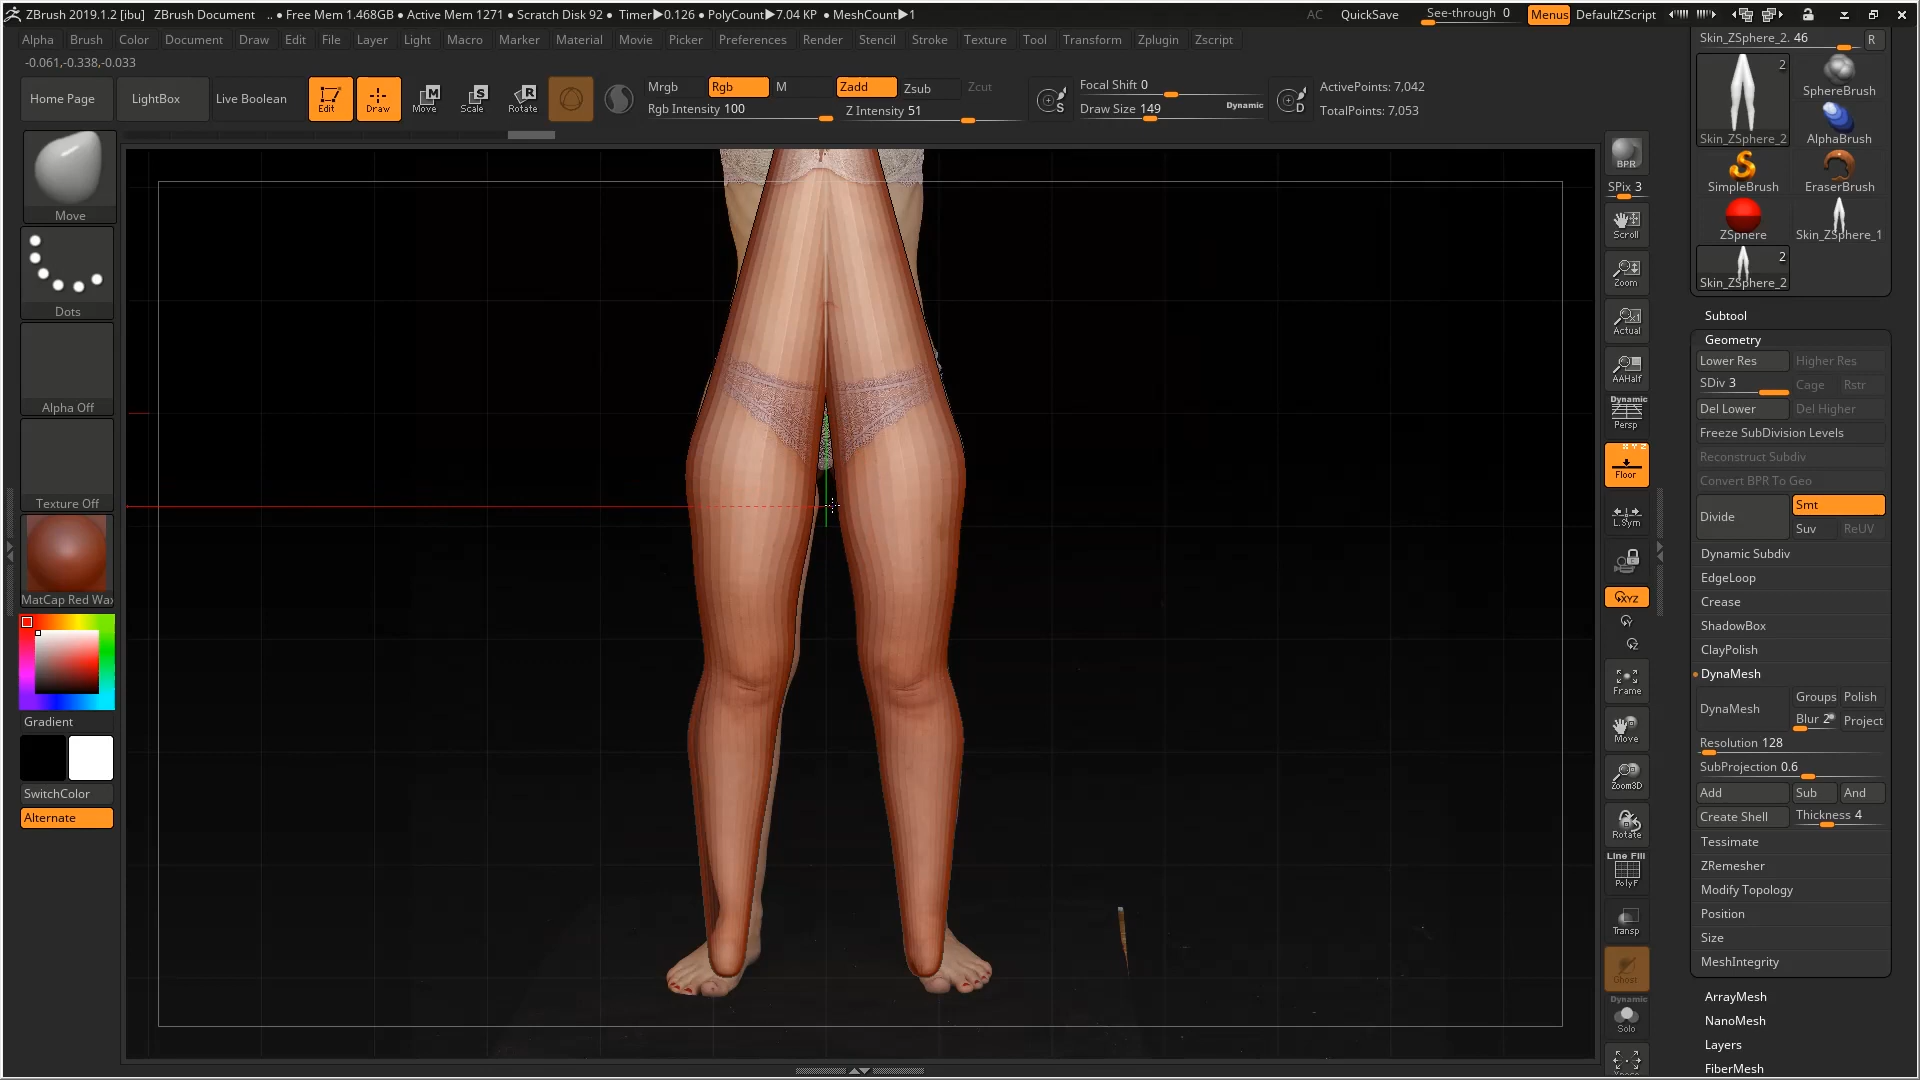 ZBrush 2019.1.2 [ibu] ZBrush Document .. ● Free Mem 1.468GB ● Active Mem 1271 ● Scratch Disk 92 ● Timer▶0.126 ● PolyCount▶7.04 KP ● MeshCount▶1 AC QuickSave See-through 0 Menus DefaultZScript
Alpha Brush Color Document Draw Edit File Layer Light Macro Marker Material Movie Picker Preferences Render Stencil Stroke Texture Tool Transform Zplugin Zscript
-0.061,-0.338,-0.033
Home Page LightBox Live Boolean Edit Draw Move Scale Rotate
Mrgb Rgb M Zadd Zsub Zcut
Rgb Intensity 100 Z Intensity 51
Focal Shift 0
Draw Size 149 Dynamic
ActivePoints: 7,042
TotalPoints: 7,053
Move
Dots
Alpha Off
Texture Off
MatCap Red Wax
Gradient
SwitchColor
Alternate
BPR
SPix 3
Scroll
Zoom
Actual
AAHalf
Dynamic
Persp
Floor
L.Sym
XYZ
Y
Z
Frame
Move
Zoom3D
Rotate
Line Fill
PolyF
Transp
Ghost
Dynamic
Solo
Xpose
Skin_ZSphere_2. 46 R
2
Skin_ZSphere_2
SphereBrush
AlphaBrush
SimpleBrush
EraserBrush
ZSphere
Skin_ZSphere_1
2
Skin_ZSphere_2
Subtool
Geometry
Lower Res Higher Res
SDiv 3 Cage Rstr
Del Lower Del Higher
Freeze SubDivision Levels
Reconstruct Subdiv
Convert BPR To Geo
Divide Smt
Suv ReUV
Dynamic Subdiv
EdgeLoop
Crease
ShadowBox
ClayPolish
DynaMesh
DynaMesh Groups Polish
Blur 2 Project
Resolution 128
SubProjection 0.6
Add Sub And
Create Shell Thickness 4
Tessimate
ZRemesher
Modify Topology
Position
Size
MeshIntegrity
ArrayMesh
NanoMesh
Layers
FiberMesh